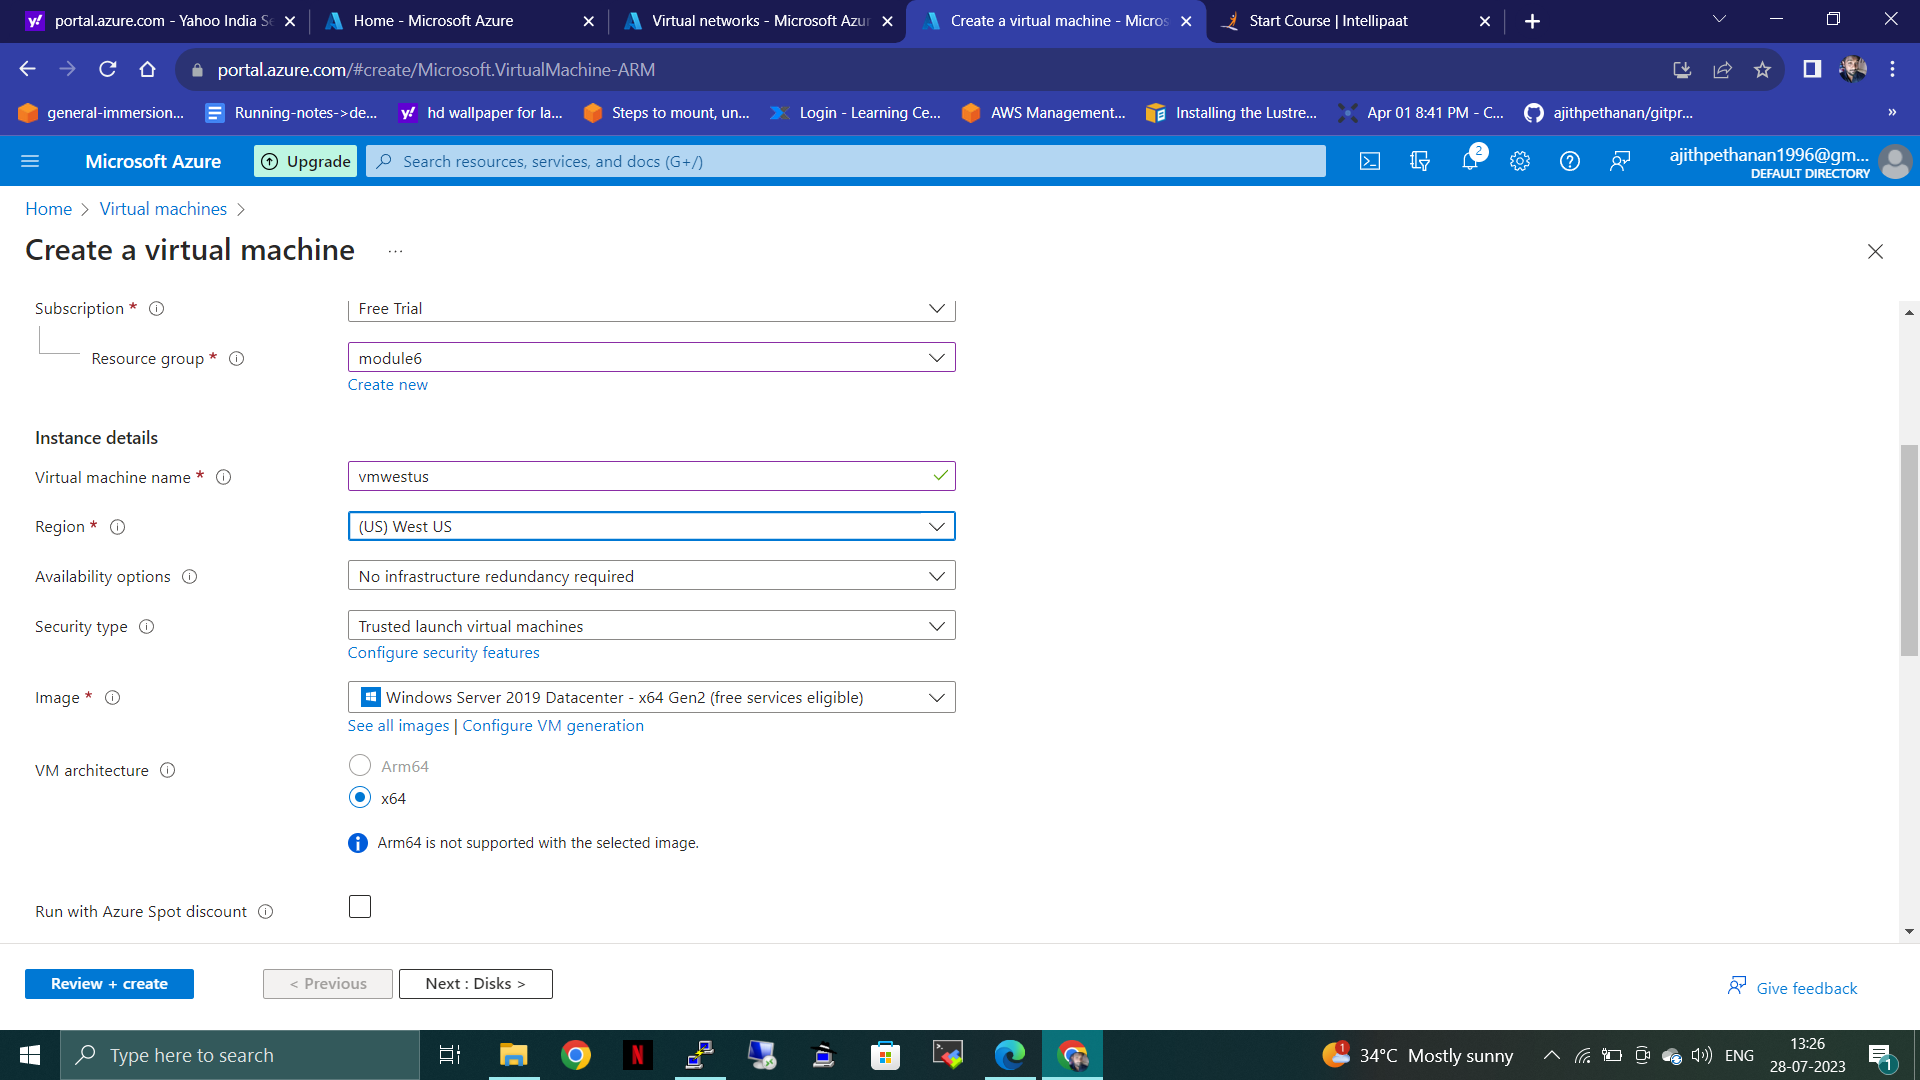 portal.azure.com - Yahoo India Se
Home - Microsoft Azure
Virtual networks - Microsoft Azur
Create a virtual machine - Micros
Start Course | Intellipaat
portal.azure.com/#create/Microsoft.VirtualMachine-ARM
general-immersion...
Running-notes->de...
hd wallpaper for la...
Steps to mount, un...
Login - Learning Ce...
AWS Management...
Installing the Lustre...
Apr 01 8:41 PM - C...
ajithpethanan/gitpr...
»
Microsoft Azure
Upgrade
Search resources, services, and docs (G+/)
2
ajithpethanan1996@gm...
DEFAULT DIRECTORY
Home > Virtual machines >
Create a virtual machine ...
Subscription *
Free Trial
Resource group *
module6
Create new
Instance details
Virtual machine name *
vmwestus
Region *
(US) West US
Availability options
No infrastructure redundancy required
Security type
Trusted launch virtual machines
Configure security features
Image *
Windows Server 2019 Datacenter - x64 Gen2 (free services eligible)
See all images | Configure VM generation
VM architecture
Arm64
x64
Arm64 is not supported with the selected image.
Run with Azure Spot discount
Review + create
< Previous
Next : Disks >
Give feedback
Type here to search
1
34°C Mostly sunny
ENG
13:26
28-07-2023
1